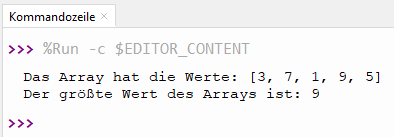 Kommandozeile ×
>>> %Run -c $EDITOR_CONTENT
Das Array hat die Werte: [3, 7, 1, 9, 5]
Der größte Wert des Arrays ist: 9
>>>